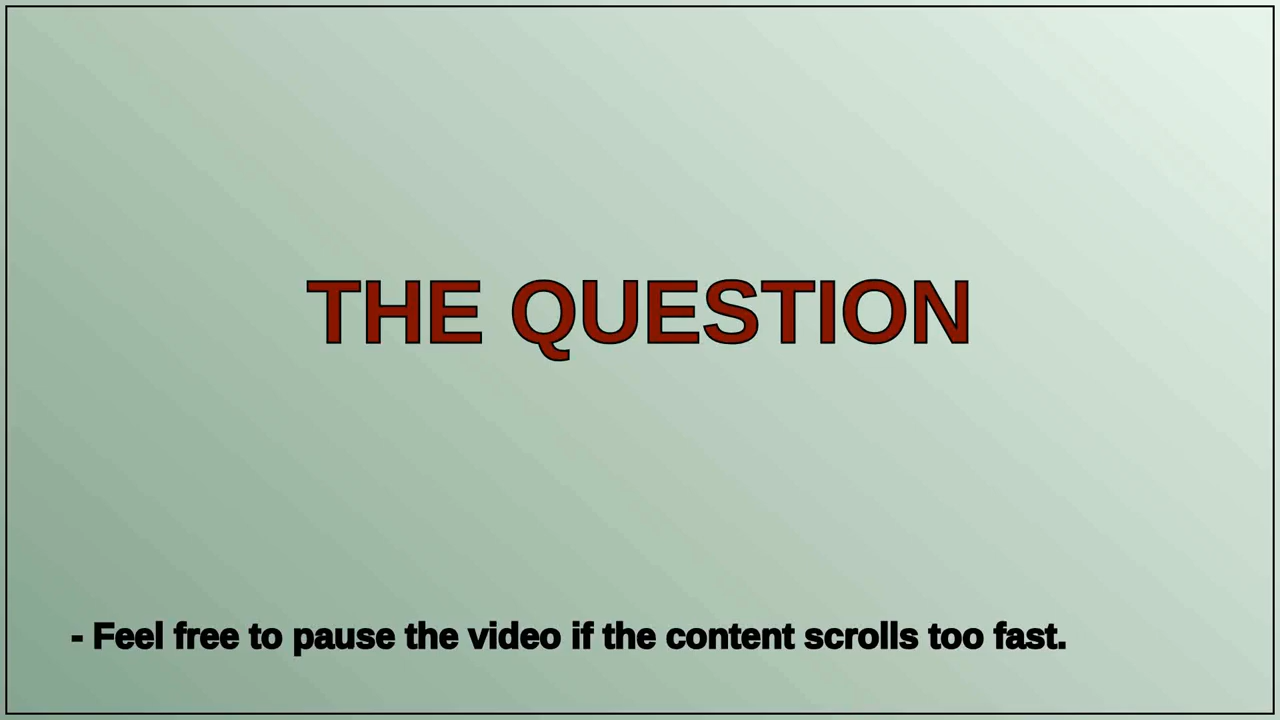 THE QUESTION
- Feel free to pause the video if the content scrolls too fast.